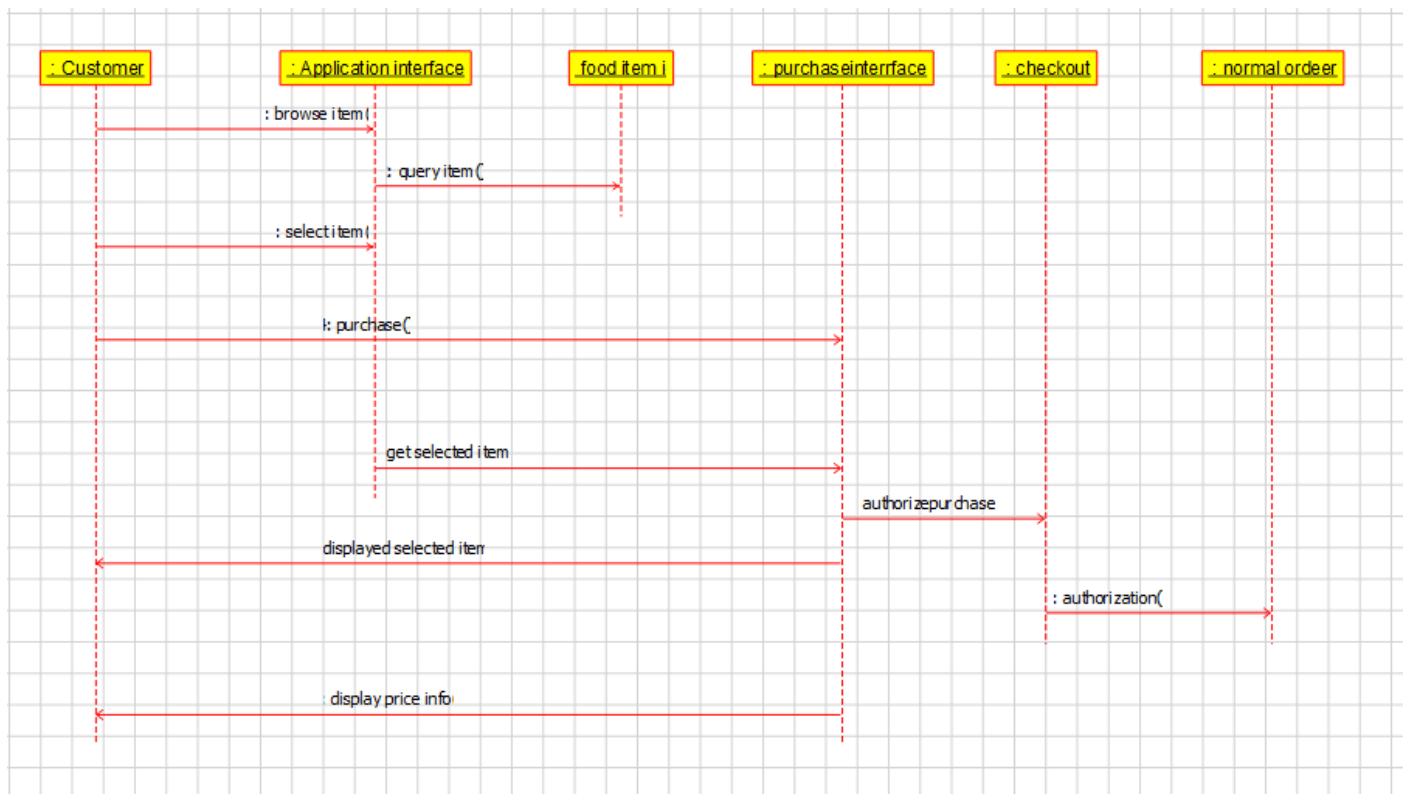 : Customer
: Application interface
food item i
: purchaseinterrface
: checkout
: normal ordeer
: browse item(
: query item(
: select item(
: purchase(
get selected item
authorizepurchase
displayed selected item
: authorization(
: display price info